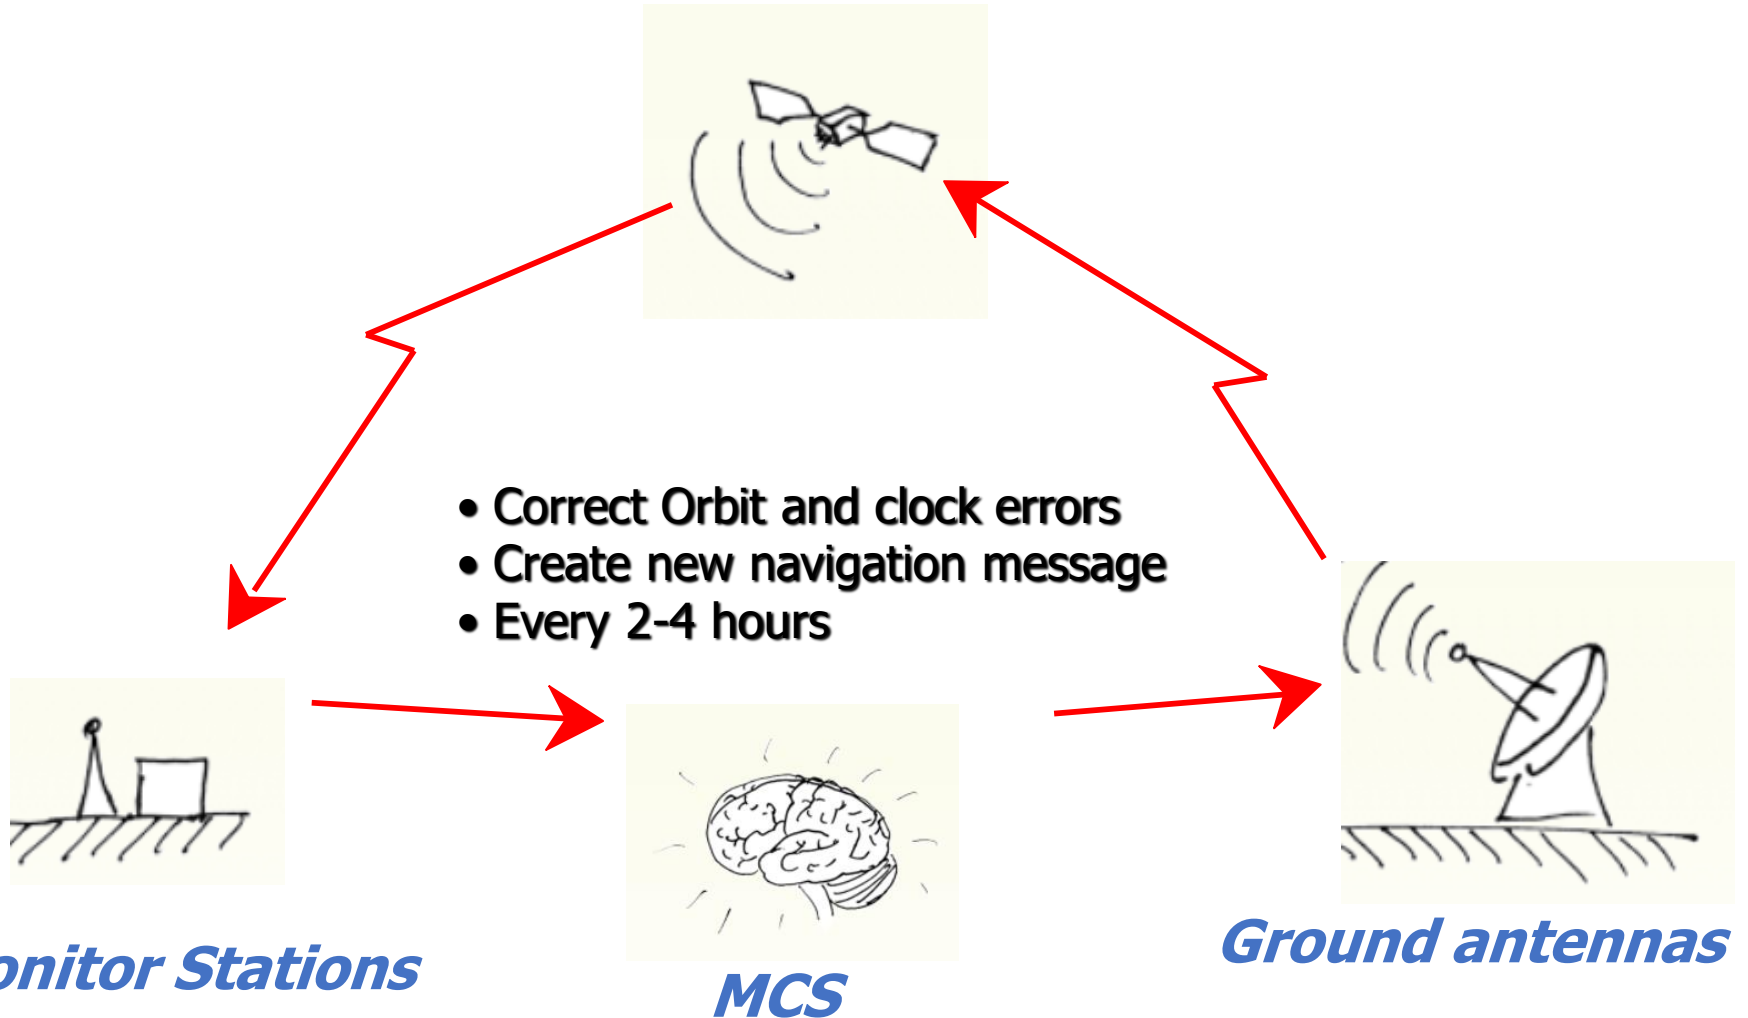 • Correct Orbit and clock errors
• Create new navigation message
• Every 2-4 hours
Ground antennas
onitor Stations
MCS